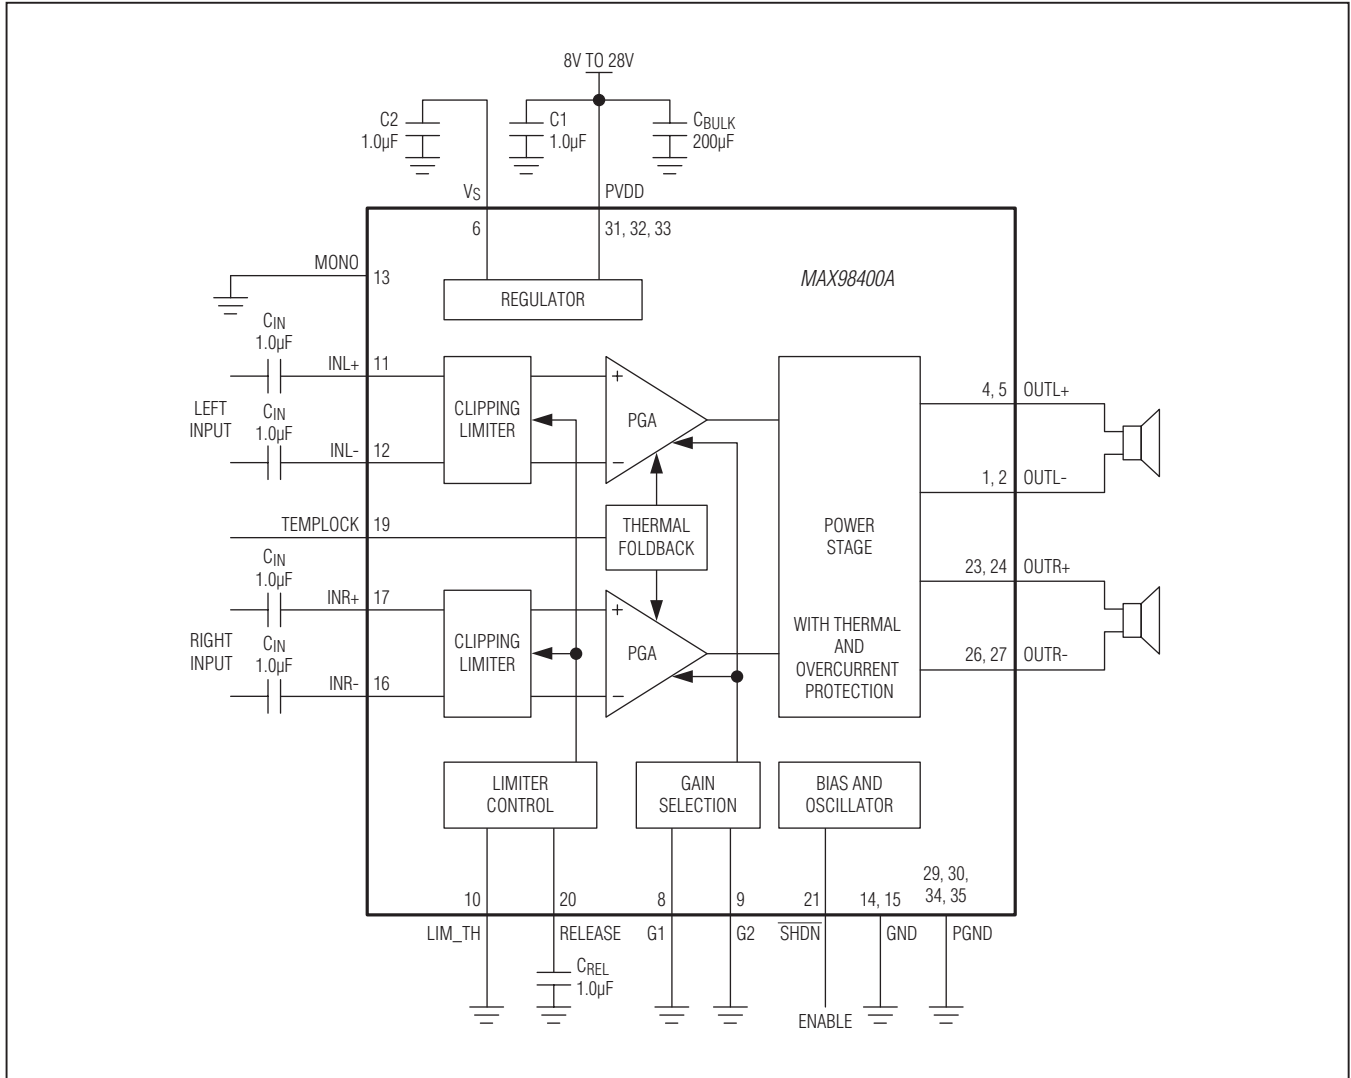 8V TO 28V
C2
1.0µF
C1
1.0µF
CBULK
200µF
VS
PVDD
6
31, 32, 33
MONO
13
MAX98400A
REGULATOR
CIN
1.0µF
INL+
11
LEFT
INPUT
CIN
1.0µF
INL-
12
CLIPPING
LIMITER
+
PGA
−
4, 5
OUTL+
1, 2
OUTL-
TEMPLOCK
19
THERMAL
FOLDBACK
POWER
STAGE
WITH THERMAL
AND
OVERCURRENT
PROTECTION
CIN
1.0µF
INR+
17
RIGHT
INPUT
CIN
1.0µF
INR-
16
CLIPPING
LIMITER
+
PGA
−
23, 24
OUTR+
26, 27
OUTR-
LIMITER
CONTROL
GAIN
SELECTION
BIAS AND
OSCILLATOR
10
20
8
9
21
14, 15
29, 30,
34, 35
LIM_TH
RELEASE
G1
G2
SHDN
GND
PGND
CREL
1.0µF
ENABLE